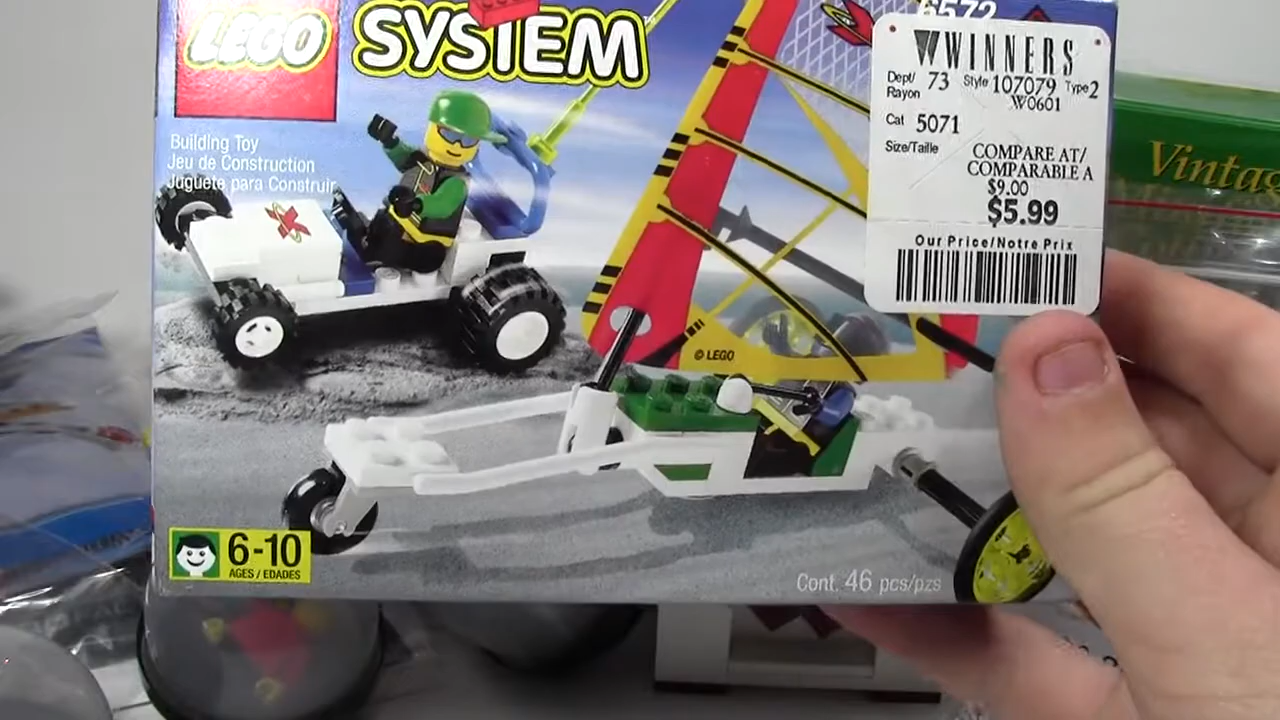 LEGO
SYSTEM
6572
Building Toy
Jeu de Construction
Juguete para Construir
WINNERS
Dept/
Rayon 73 Style 107079 Type 2
W0601
Cat 5071
Size/Taille
COMPARE AT/
COMPARABLE A
$9.00
$5.99
Our Price/Notre Prix
Vintag
© LEGO
6-10
AGES / EDADES
Cont. 46 pcs/pzs